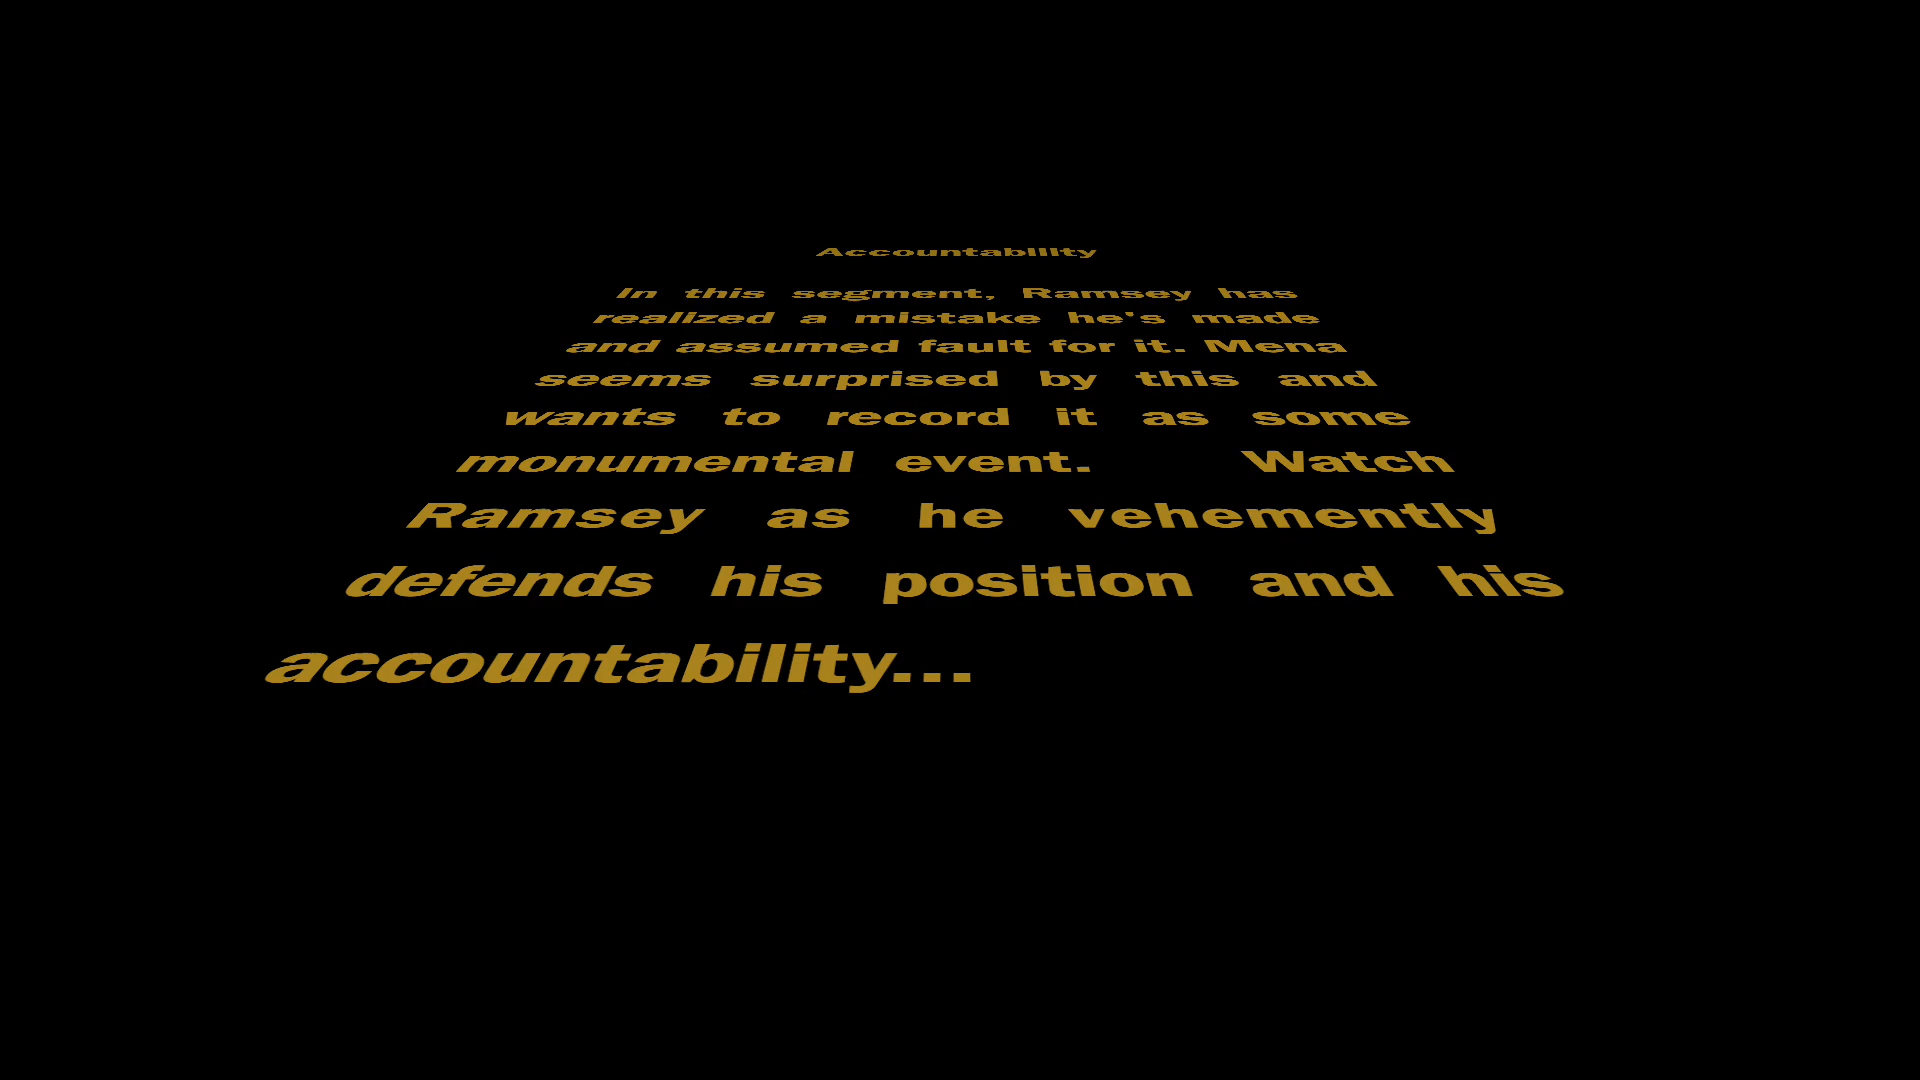 Accountability
In this segment, Ramsey has
realized a mistake he's made
and assumed fault for it. Mena
seems surprised by this and
wants to record it as some
monumental event. Watch
Ramsey as he vehemently
defends his position and his
accountability...